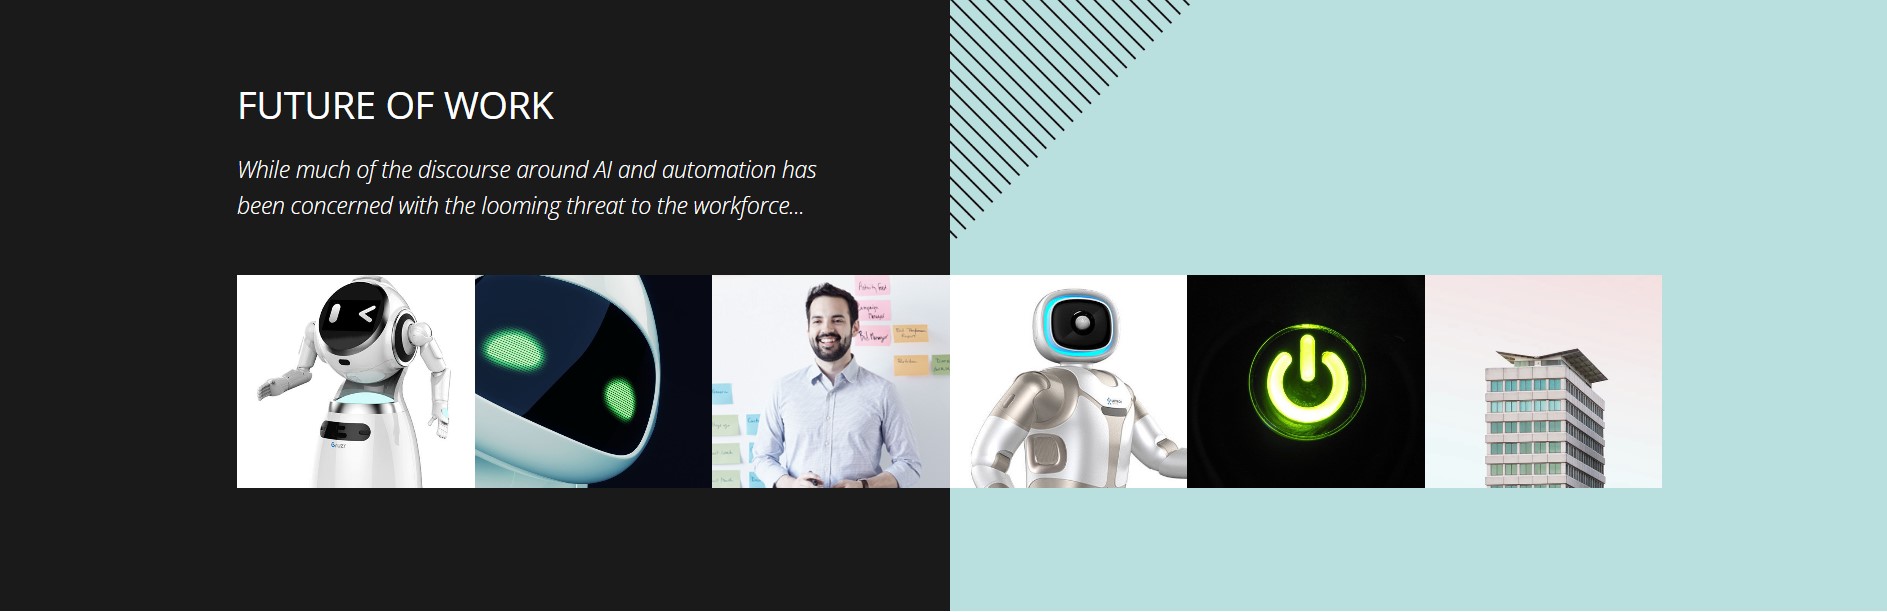 FUTURE OF WORK
While much of the discourse around AI and automation has
been concerned with the looming threat to the workforce...